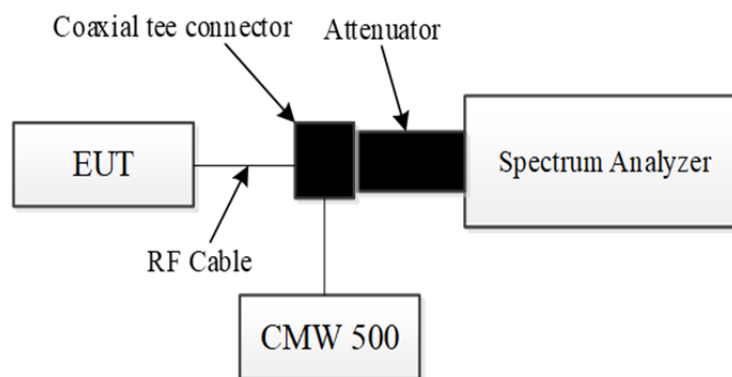 Coaxial tee connector
Attenuator
EUT
Spectrum Analyzer
RF Cable
CMW 500